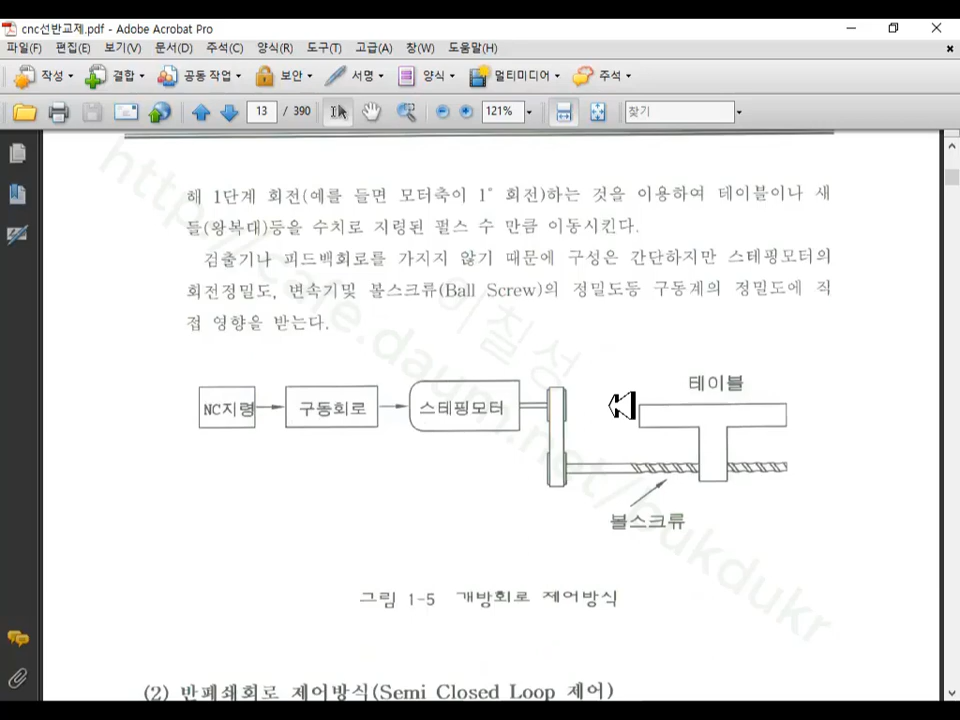 cnc선반교제.pdf - Adobe Acrobat Pro
파일(F) 편집(E) 보기(V) 문서(D) 주석(C) 양식(R) 도구(T) 고급(A) 창(W) 도움말(H)
작성 결합 공동 작업 보안 서명 양식 멀티미디어 주석
13 / 390 121% 찾기
해 1단계 회전(예를 들면 모터축이 1° 회전)하는 것을 이용하여 테이블이나 새
들(왕복대)등을 수치로 지령된 펄스 수 만큼 이동시킨다.
검출기나 피드백회로를 가지지 않기 때문에 구성은 간단하지만 스테핑모터의
회전정밀도, 변속기및 볼스크류(Ball Screw)의 정밀도등 구동계의 정밀도에 직
접 영향을 받는다.
테이블
NC지령 구동회로 스테핑모터
볼스크류
그림 1-5 개방회로 제어방식
(2) 반폐쇄회로 제어방식(Semi Closed Loop 제어)
http://cafe.daum.net/bukdukr
이칠성